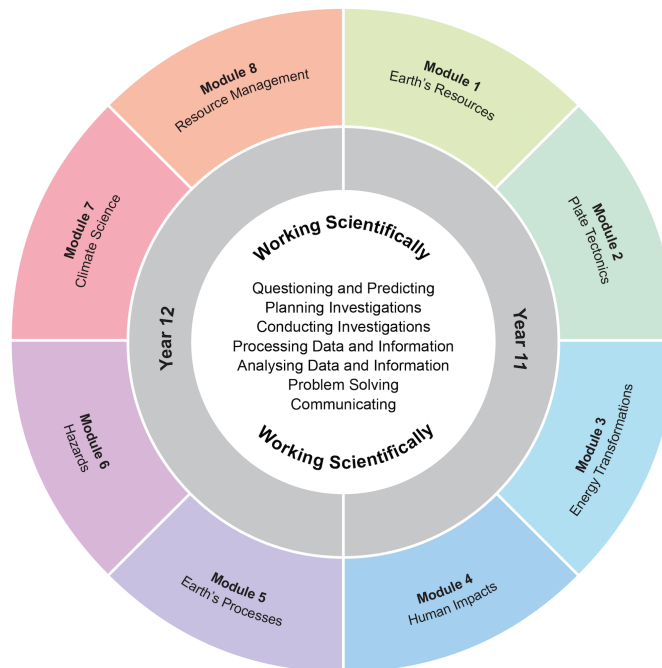 Module 8
Resource Management
Module 1
Earth's Resources
Module 7
Climate Science
Module 2
Plate Tectonics
Working Scientifically
Questioning and Predicting
Planning Investigations
Conducting Investigations
Processing Data and Information
Analysing Data and Information
Problem Solving
Communicating
Working Scientifically
Year 12
Year 11
Module 6
Hazards
Module 3
Energy Transformations
Module 5
Earth's Processes
Module 4
Human Impacts